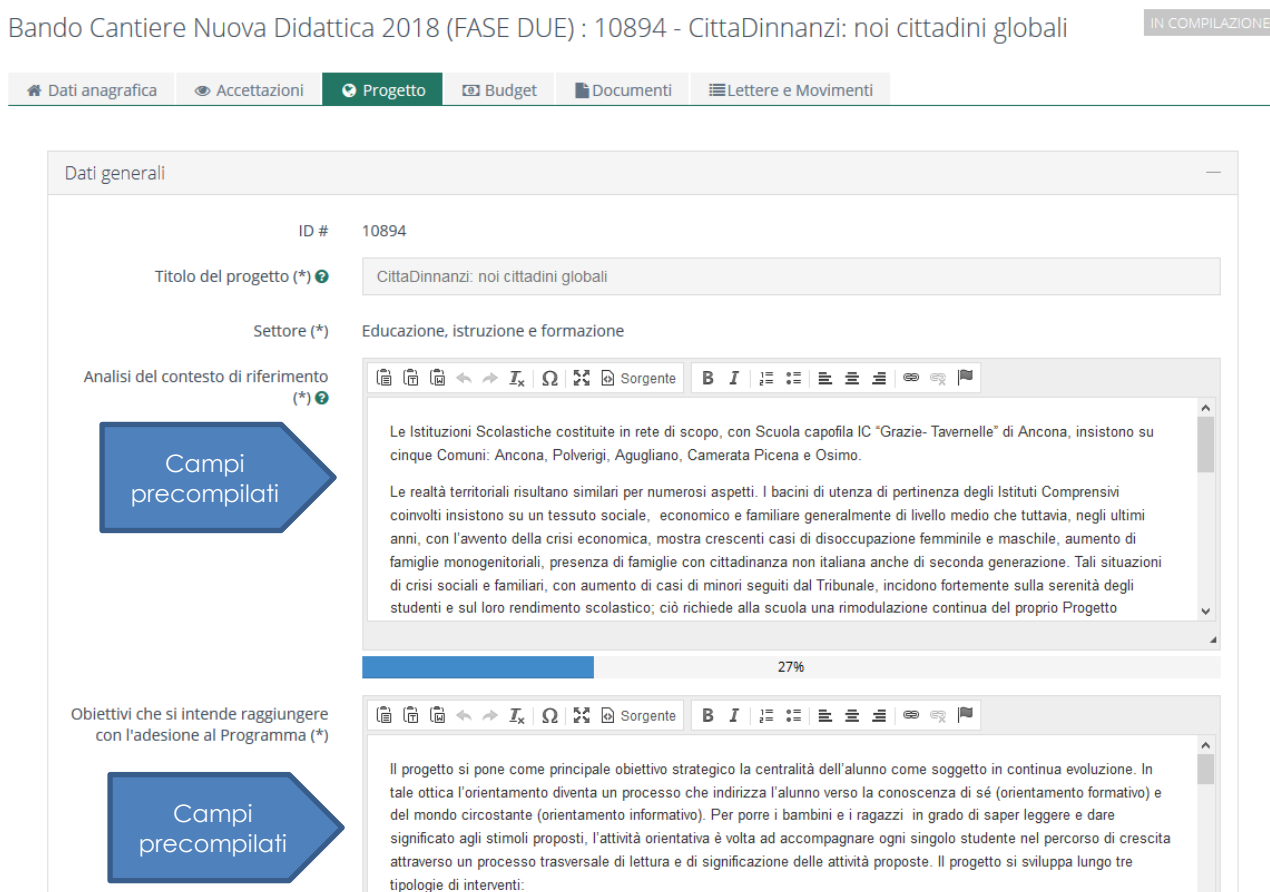 Bando Cantiere Nuova Didattica 2018 (FASE DUE) : 10894 - CittaDinnanzi: noi cittadini globali
IN COMPILAZIONE
Dati anagrafica
Accettazioni
Progetto
Budget
Documenti
Lettere e Movimenti
Dati generali
ID #
10894
Titolo del progetto (*)
CittaDinnanzi: noi cittadini globali
Settore (*)
Educazione, istruzione e formazione
Analisi del contesto di riferimento
(*)
Sorgente
Campi
precompilati
Le Istituzioni Scolastiche costituite in rete di scopo, con Scuola capofila IC “Grazie- Tavernelle” di Ancona, insistono su
cinque Comuni: Ancona, Polverigi, Agugliano, Camerata Picena e Osimo.
Le realtà territoriali risultano similari per numerosi aspetti. I bacini di utenza di pertinenza degli Istituti Comprensivi
coinvolti insistono su un tessuto sociale, economico e familiare generalmente di livello medio che tuttavia, negli ultimi
anni, con l’avvento della crisi economica, mostra crescenti casi di disoccupazione femminile e maschile, aumento di
famiglie monogenitoriali, presenza di famiglie con cittadinanza non italiana anche di seconda generazione. Tali situazioni
di crisi sociali e familiari, con aumento di casi di minori seguiti dal Tribunale, incidono fortemente sulla serenità degli
studenti e sul loro rendimento scolastico; ciò richiede alla scuola una rimodulazione continua del proprio Progetto
27%
Obiettivi che si intende raggiungere
con l'adesione al Programma (*)
Sorgente
Campi
precompilati
Il progetto si pone come principale obiettivo strategico la centralità dell’alunno come soggetto in continua evoluzione. In
tale ottica l’orientamento diventa un processo che indirizza l’alunno verso la conoscenza di sé (orientamento formativo) e
del mondo circostante (orientamento informativo). Per porre i bambini e i ragazzi in grado di saper leggere e dare
significato agli stimoli proposti, l’attività orientativa è volta ad accompagnare ogni singolo studente nel percorso di crescita
attraverso un processo trasversale di lettura e di significazione delle attività proposte. Il progetto si sviluppa lungo tre
tipologie di interventi: